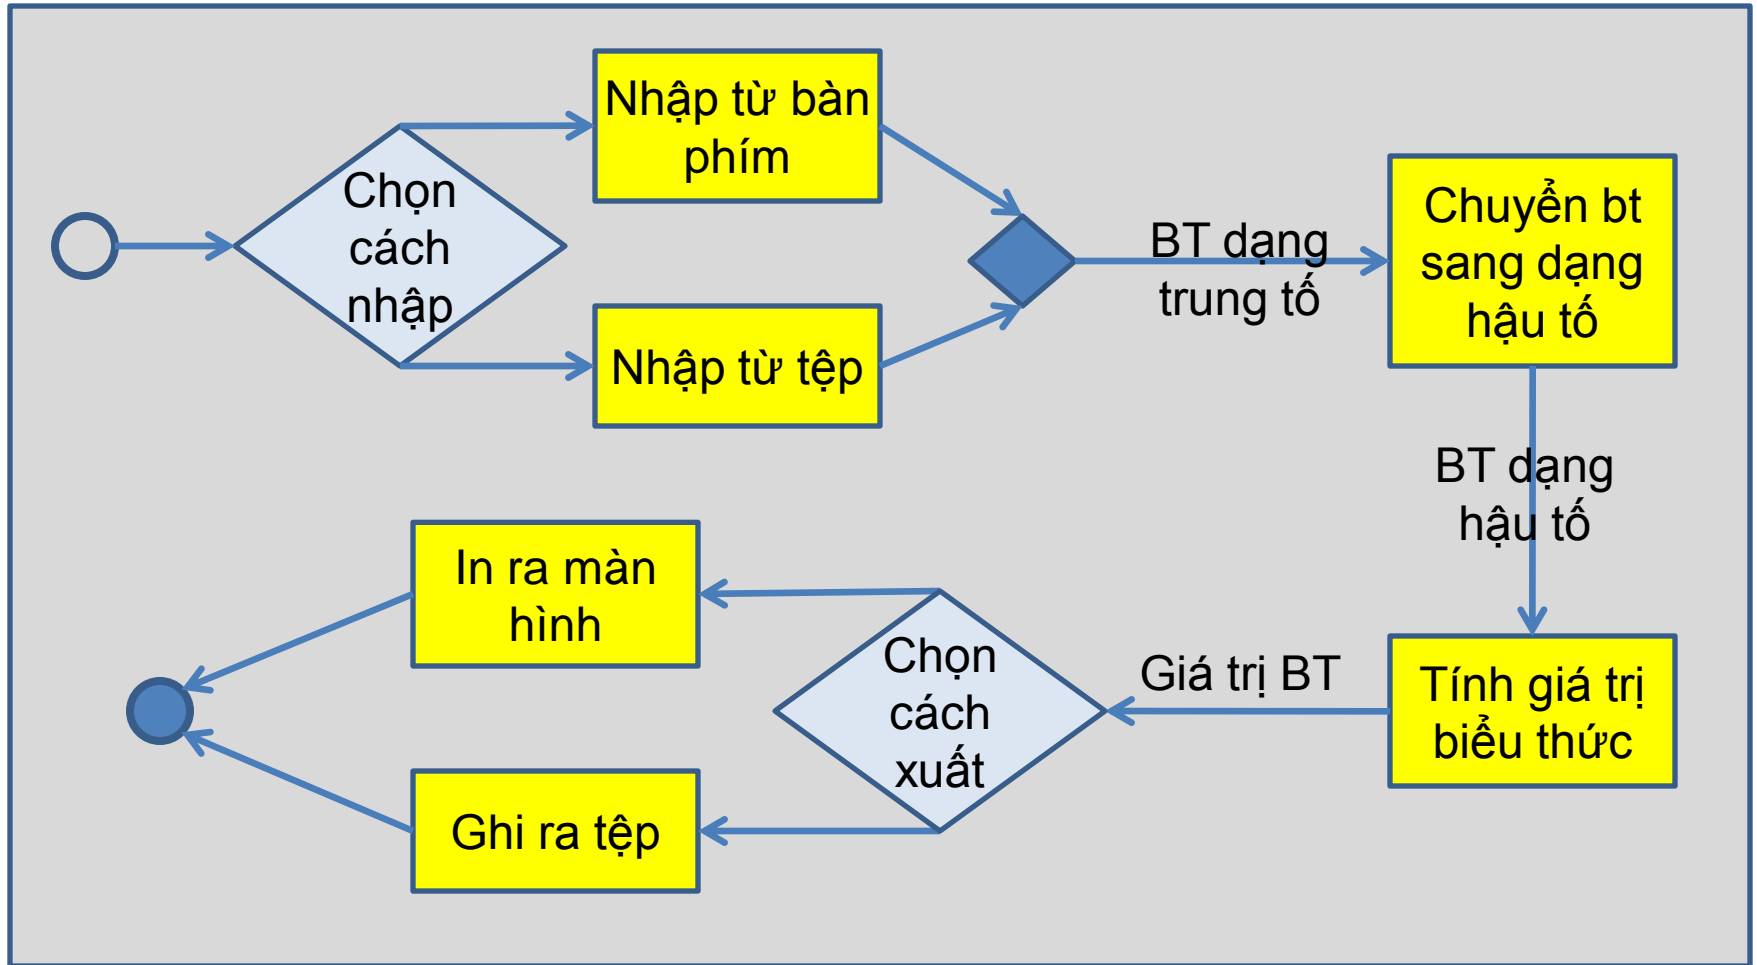 Nhập từ bàn
phím
Chọn
cách
nhập
Nhập từ tệp
BT dạng
trung tố
Chuyển bt
sang dạng
hậu tố
BT dạng
hậu tố
Tính giá trị
biểu thức
Giá trị BT
Chọn
cách
xuất
In ra màn
hình
Ghi ra tệp